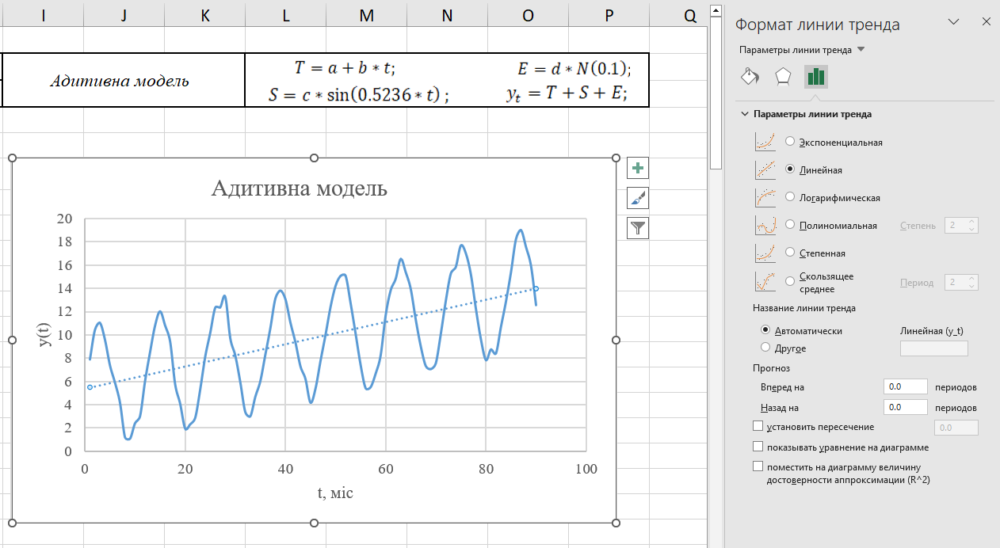 I J K L M N O P Q
Адитивна модель
T = a + b * t; E = d * N(0.1);
S = c * sin(0.5236 * t) ; y_t = T + S + E;
Адитивна модель
20
18
16
14
12
10
8
6
4
2
0
y(t)
0 20 40 60 80 100
t, міс
Формат линии тренда
Параметры линии тренда
Параметры линии тренда
Экспоненциальная
Линейная
Логарифмическая
Полиномиальная Степень 2
Степенная
Скользящее
среднее Период 2
Название линии тренда
Автоматически Линейная (y_t)
Другое
Прогноз
Вперед на 0.0 периодов
Назад на 0.0 периодов
установить пересечение 0.0
показывать уравнение на диаграмме
поместить на диаграмму величину
достоверности аппроксимации (R^2)